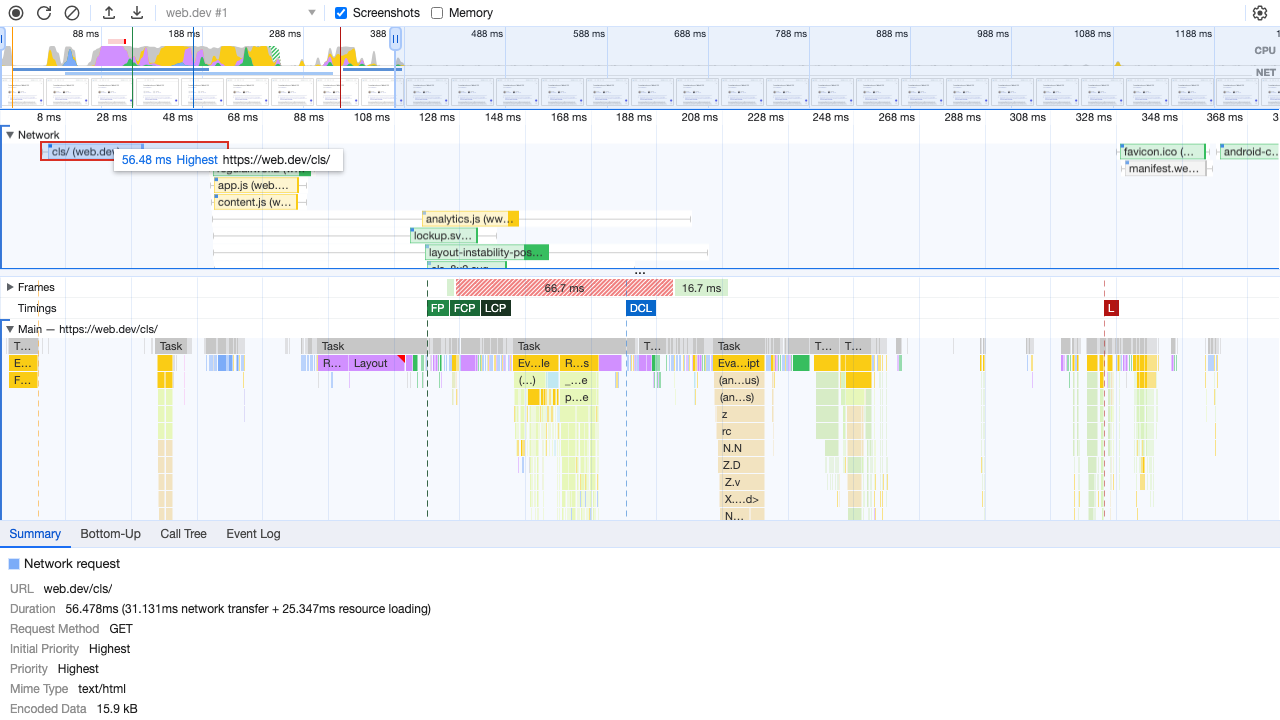 web.dev #1 Screenshots Memory
88 ms 188 ms 288 ms 388 488 ms 588 ms 688 ms 788 ms 888 ms 988 ms 1088 ms 1188 ms 1
CPU
NET
8 ms 28 ms 48 ms 68 ms 88 ms 108 ms 128 ms 148 ms 168 ms 188 ms 208 ms 228 ms 248 ms 268 ms 288 ms 308 ms 328 ms 348 ms 368 ms 3
Network
cls/ (web.dev favicon.ico (... android-c...
56.48 ms Highest https://web.dev/cls/
manifest.we...
app.js (web....
content.js (w...
analytics.js (ww...
lockup.sv...
layout-instability-pos...
Frames 66.7 ms 16.7 ms
Timings FP FCP LCP DCL L
Main — https://web.dev/cls/
T... Task Task Task T... Task T... T...
E... R... Layout Ev...le R...s Eva...ipt
F... (...) _...e (an...us)
p...e (an...s)
z
rc
N.N
Z.D
Z.v
X....d>
N...
Summary Bottom-Up Call Tree Event Log
Network request
URL web.dev/cls/
Duration 56.478ms (31.131ms network transfer + 25.347ms resource loading)
Request Method GET
Initial Priority Highest
Priority Highest
Mime Type text/html
Encoded Data 15.9 kB